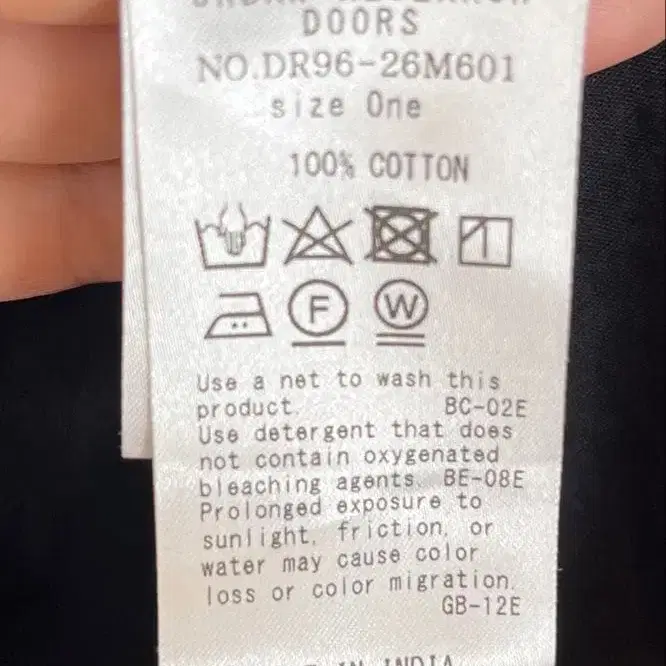 DOORS
NO.DR96-26M601
size One
100% COTTON
F W
Use a net to wash this
product. BC-02E
Use detergent that does
not contain oxygenated
bleaching agents. BE-08E
Prolonged exposure to
sunlight, friction, or
water may cause color
loss or color migration.
GB-12E
IN INDIA